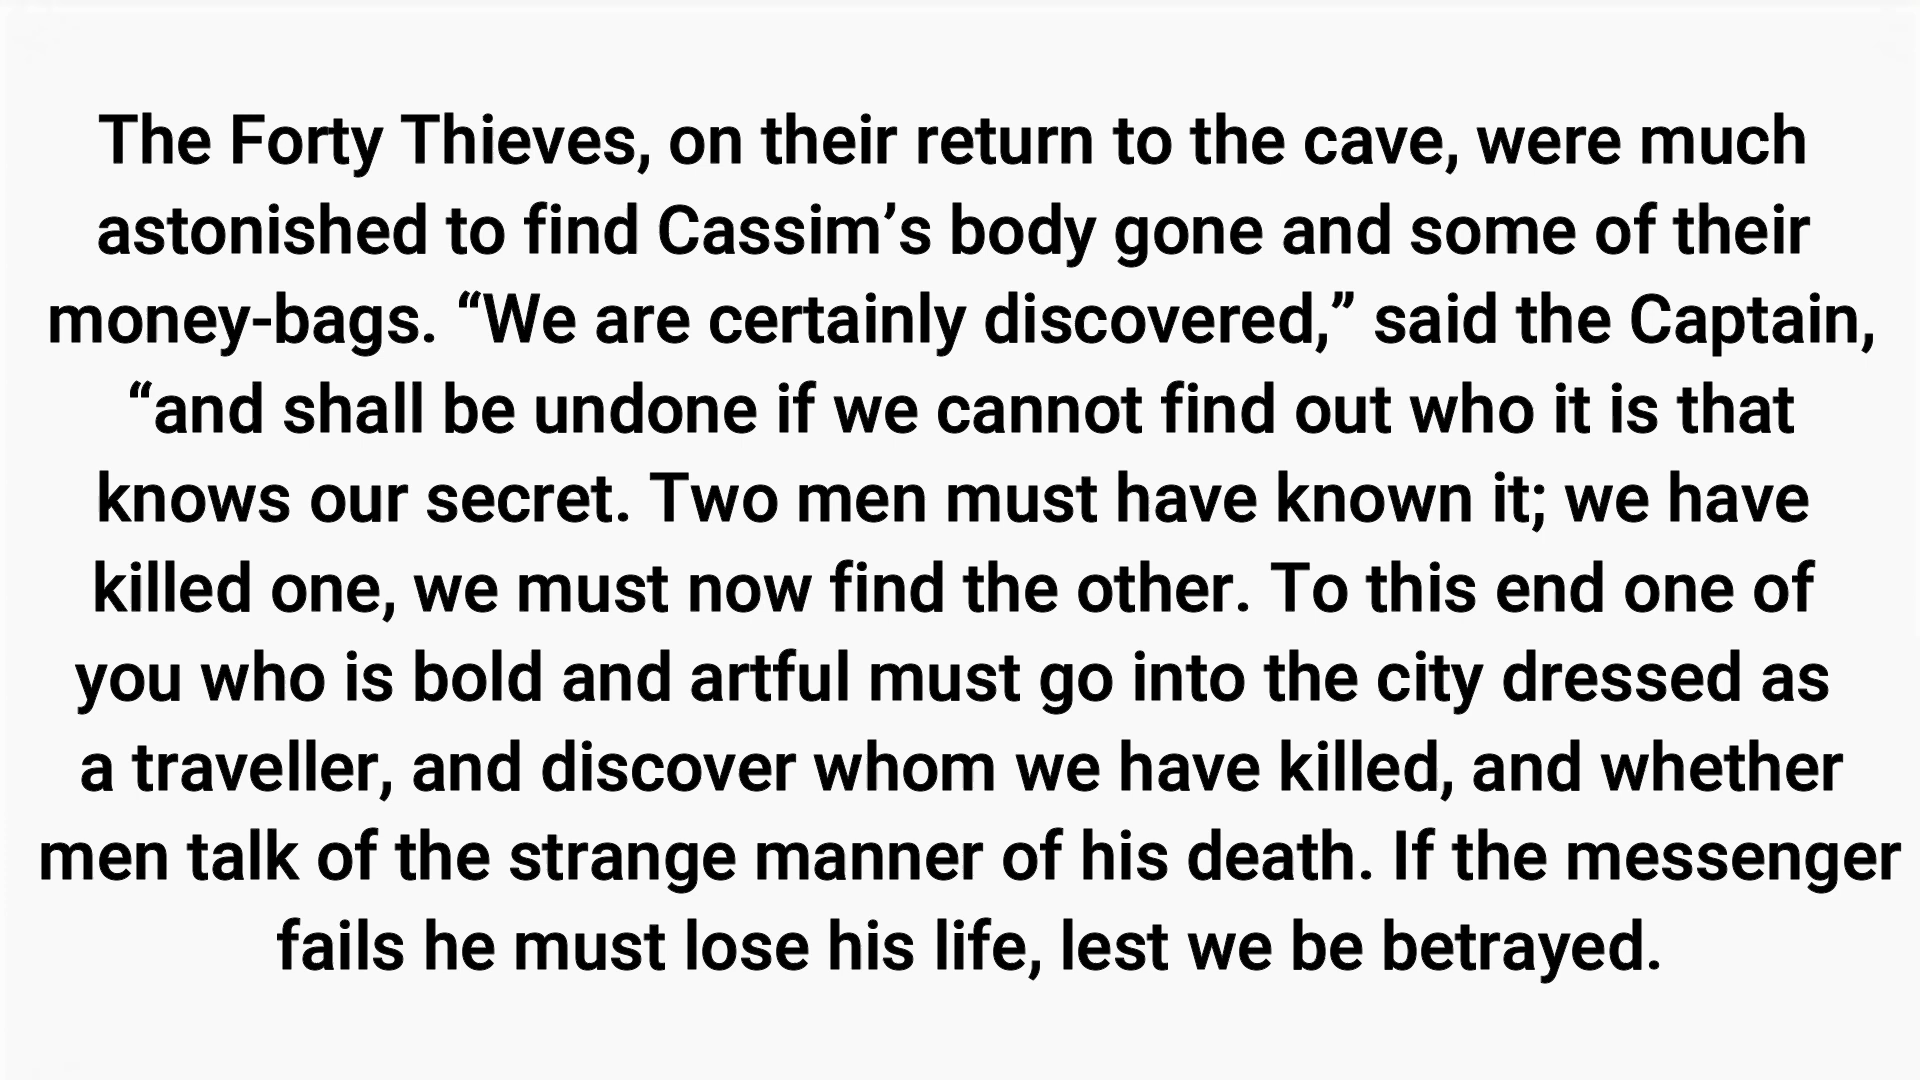 The Forty Thieves, on their return to the cave, were much
astonished to find Cassim’s body gone and some of their
money-bags. “We are certainly discovered,” said the Captain,
“and shall be undone if we cannot find out who it is that
knows our secret. Two men must have known it; we have
killed one, we must now find the other. To this end one of
you who is bold and artful must go into the city dressed as
a traveller, and discover whom we have killed, and whether
men talk of the strange manner of his death. If the messenger
fails he must lose his life, lest we be betrayed.